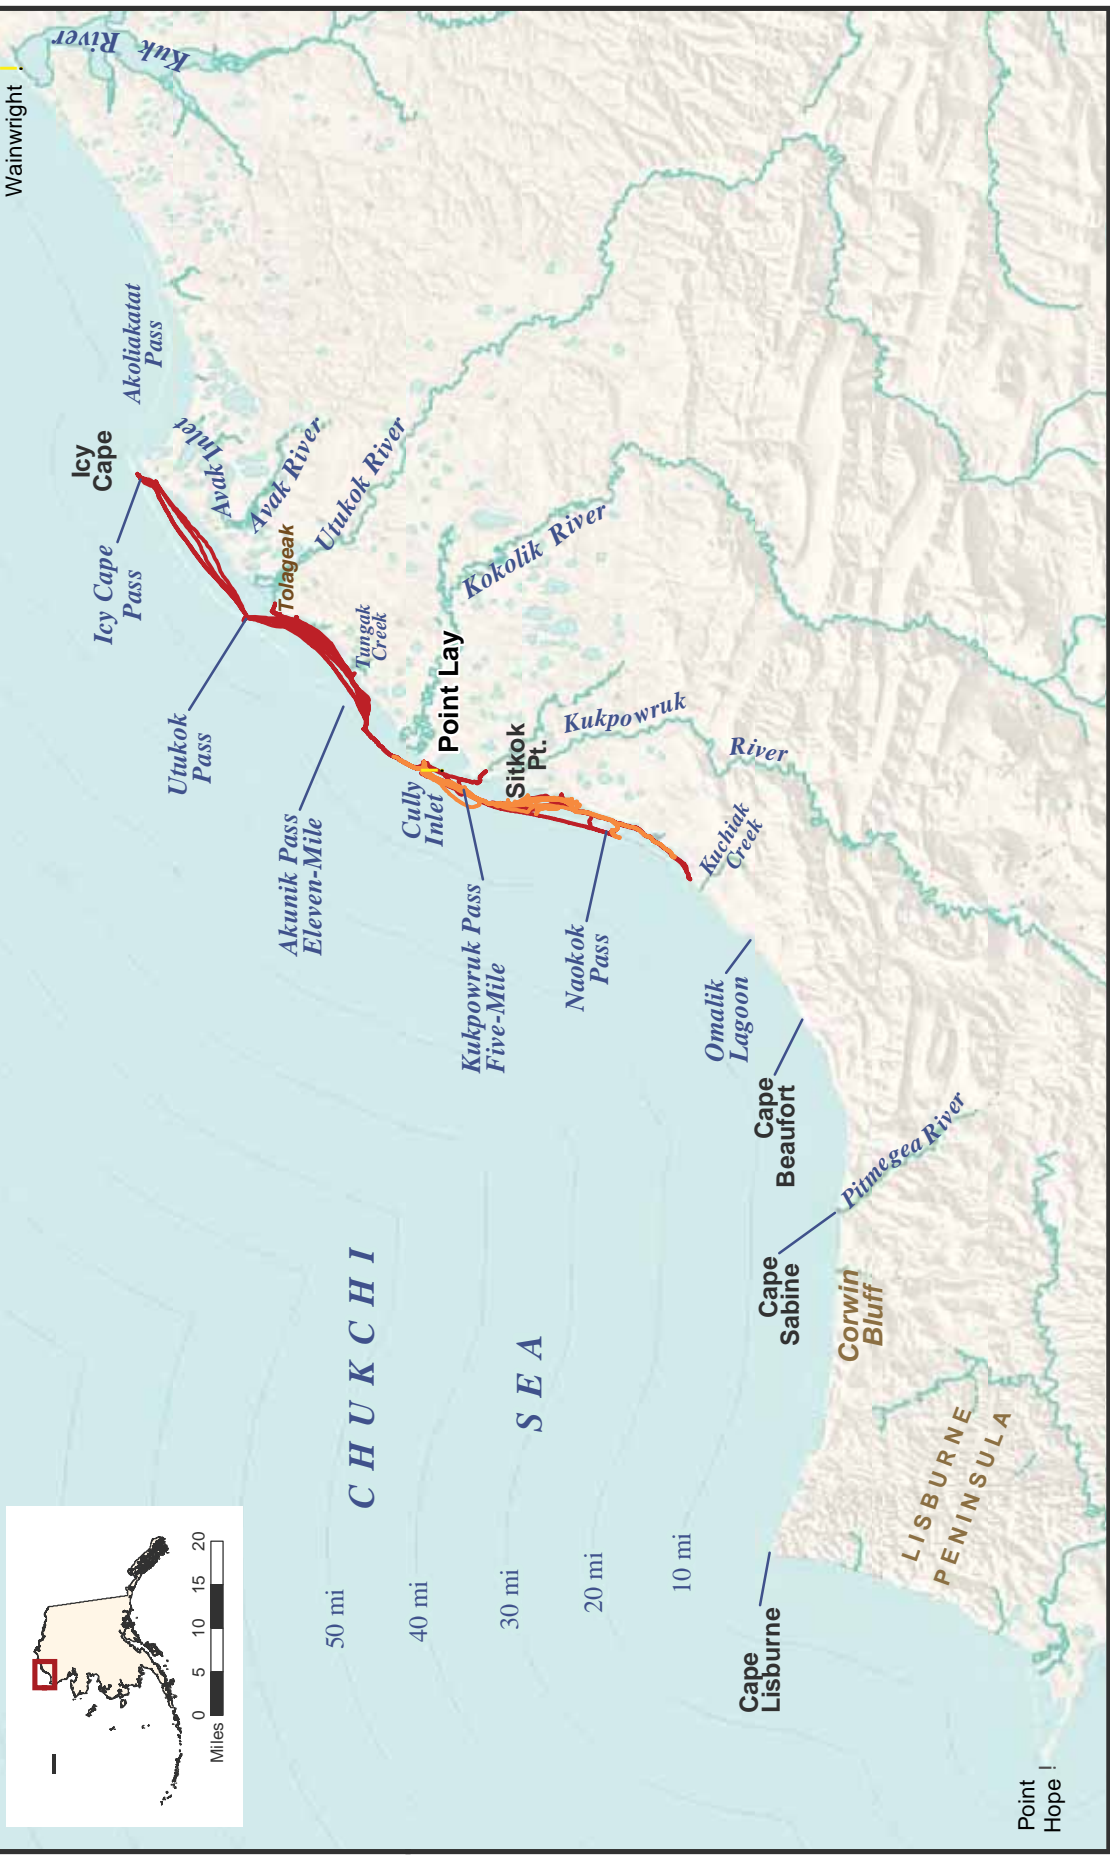 Wainwright
Kuk River
Akoliakatat
Pass
Icy
Cape
Avak Inlet
Avak River
Icy Cape
Pass
Utukok River
Tolageak
Utukok
Pass
Tungak
Creek
Kokolik River
Point Lay
Akunik Pass
Eleven-Mile
Cully
Inlet
Sitkok
Pt.
Kukpowruk
River
Kukpowruk Pass
Five-Mile
Naokok
Pass
Kuchiak
Creek
Omalik
Lagoon
Cape
Beaufort
Pitmegea River
Cape
Sabine
Corwin
Bluff
CHUKCHI
SEA
LISBURNE
PENINSULA
50 mi
40 mi
30 mi
20 mi
10 mi
Cape
Lisburne
Point
Hope
0 5 10 15 20
Miles